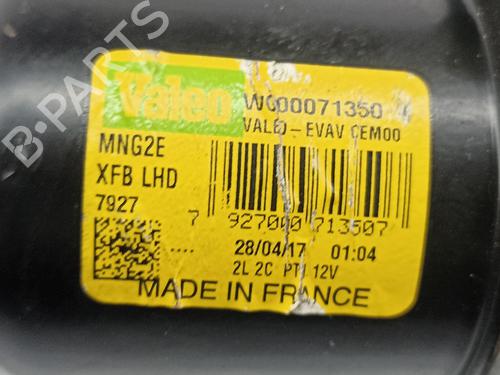 B-PARTS
Valeo
W000071350
VALEO-EVAV CEM00
MNG2E
XFB LHD
7927
7 927000 713507
....
28/04/17 01:04
2L 2C PTI 12V
MADE IN FRANCE